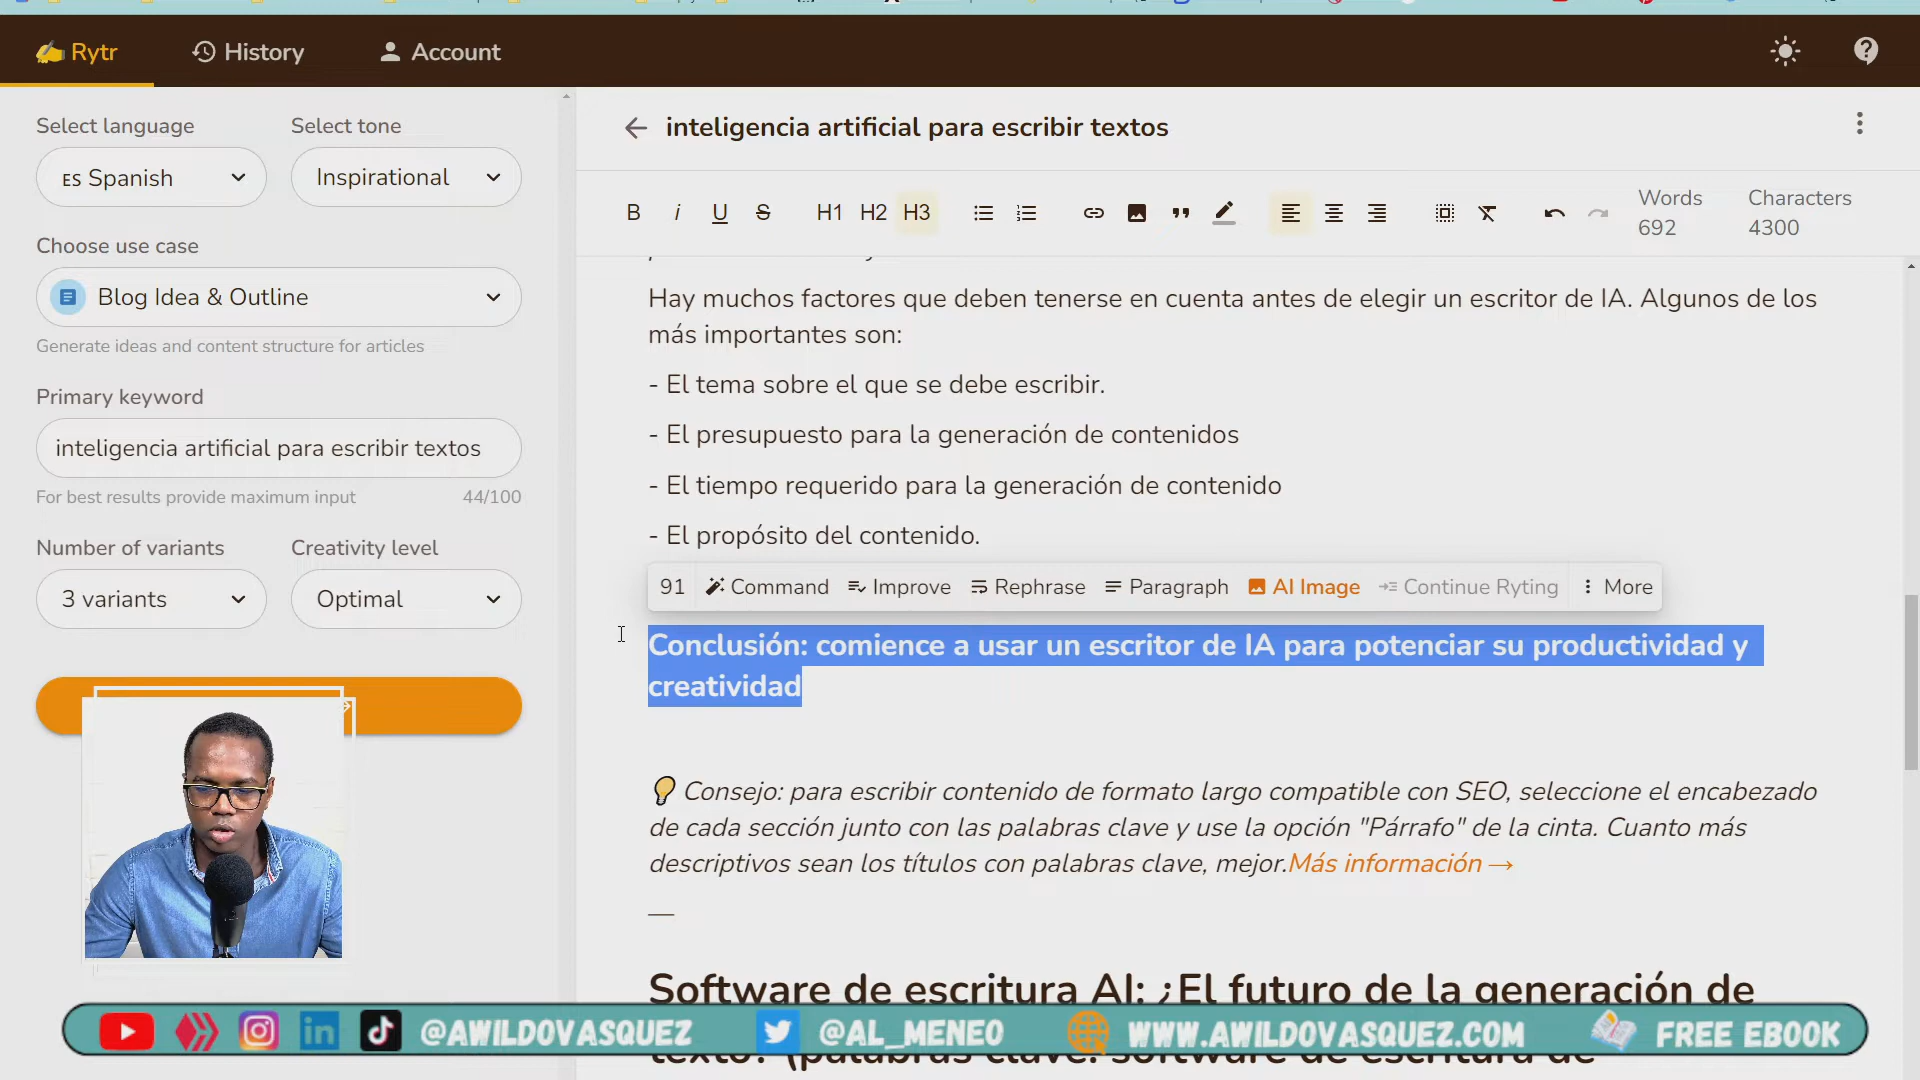 Rytr
History
Account
Select language
Select tone
ES Spanish
Inspirational
Choose use case
Blog Idea & Outline
Generate ideas and content structure for articles
Primary keyword
inteligencia artificial para escribir textos
For best results provide maximum input
44/100
Number of variants
Creativity level
3 variants
Optimal
inteligencia artificial para escribir textos
B i U S H1 H2 H3
Words
692
Characters
4300
Hay muchos factores que deben tenerse en cuenta antes de elegir un escritor de IA. Algunos de los
más importantes son:
- El tema sobre el que se debe escribir.
- El presupuesto para la generación de contenidos
- El tiempo requerido para la generación de contenido
- El propósito del contenido.
91 Command Improve Rephrase Paragraph AI Image Continue Ryting More
Conclusión: comience a usar un escritor de IA para potenciar su productividad y
creatividad
Consejo: para escribir contenido de formato largo compatible con SEO, seleccione el encabezado
de cada sección junto con las palabras clave y use la opción "Párrafo" de la cinta. Cuanto más
descriptivos sean los títulos con palabras clave, mejor.Más información →
—
Software de escritura AI: ¿El futuro de la generación de
texto? (palabras clave: software de escritura de
@AWILDOVASQUEZ @AL_MENEO WWW.AWILDOVASQUEZ.COM FREE EBOOK